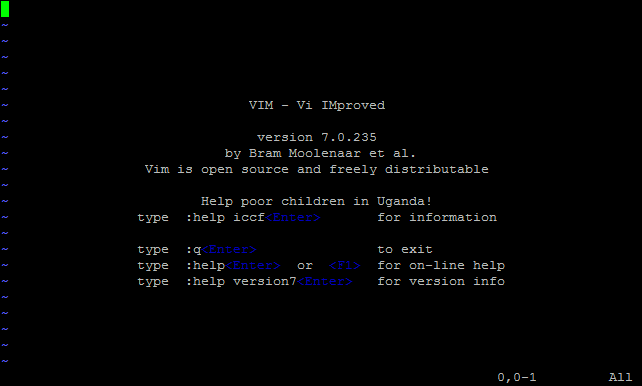 ~
~
~
~
~
VIM - Vi IMproved
~
~
version 7.0.235
~
by Bram Moolenaar et al.
~
Vim is open source and freely distributable
~
~
Help poor children in Uganda!
~
type :help iccf<Enter> for information
~
~
type :q<Enter> to exit
~
type :help<Enter> or <F1> for on-line help
~
type :help version7<Enter> for version info
~
~
~
~
~
0,0-1 All